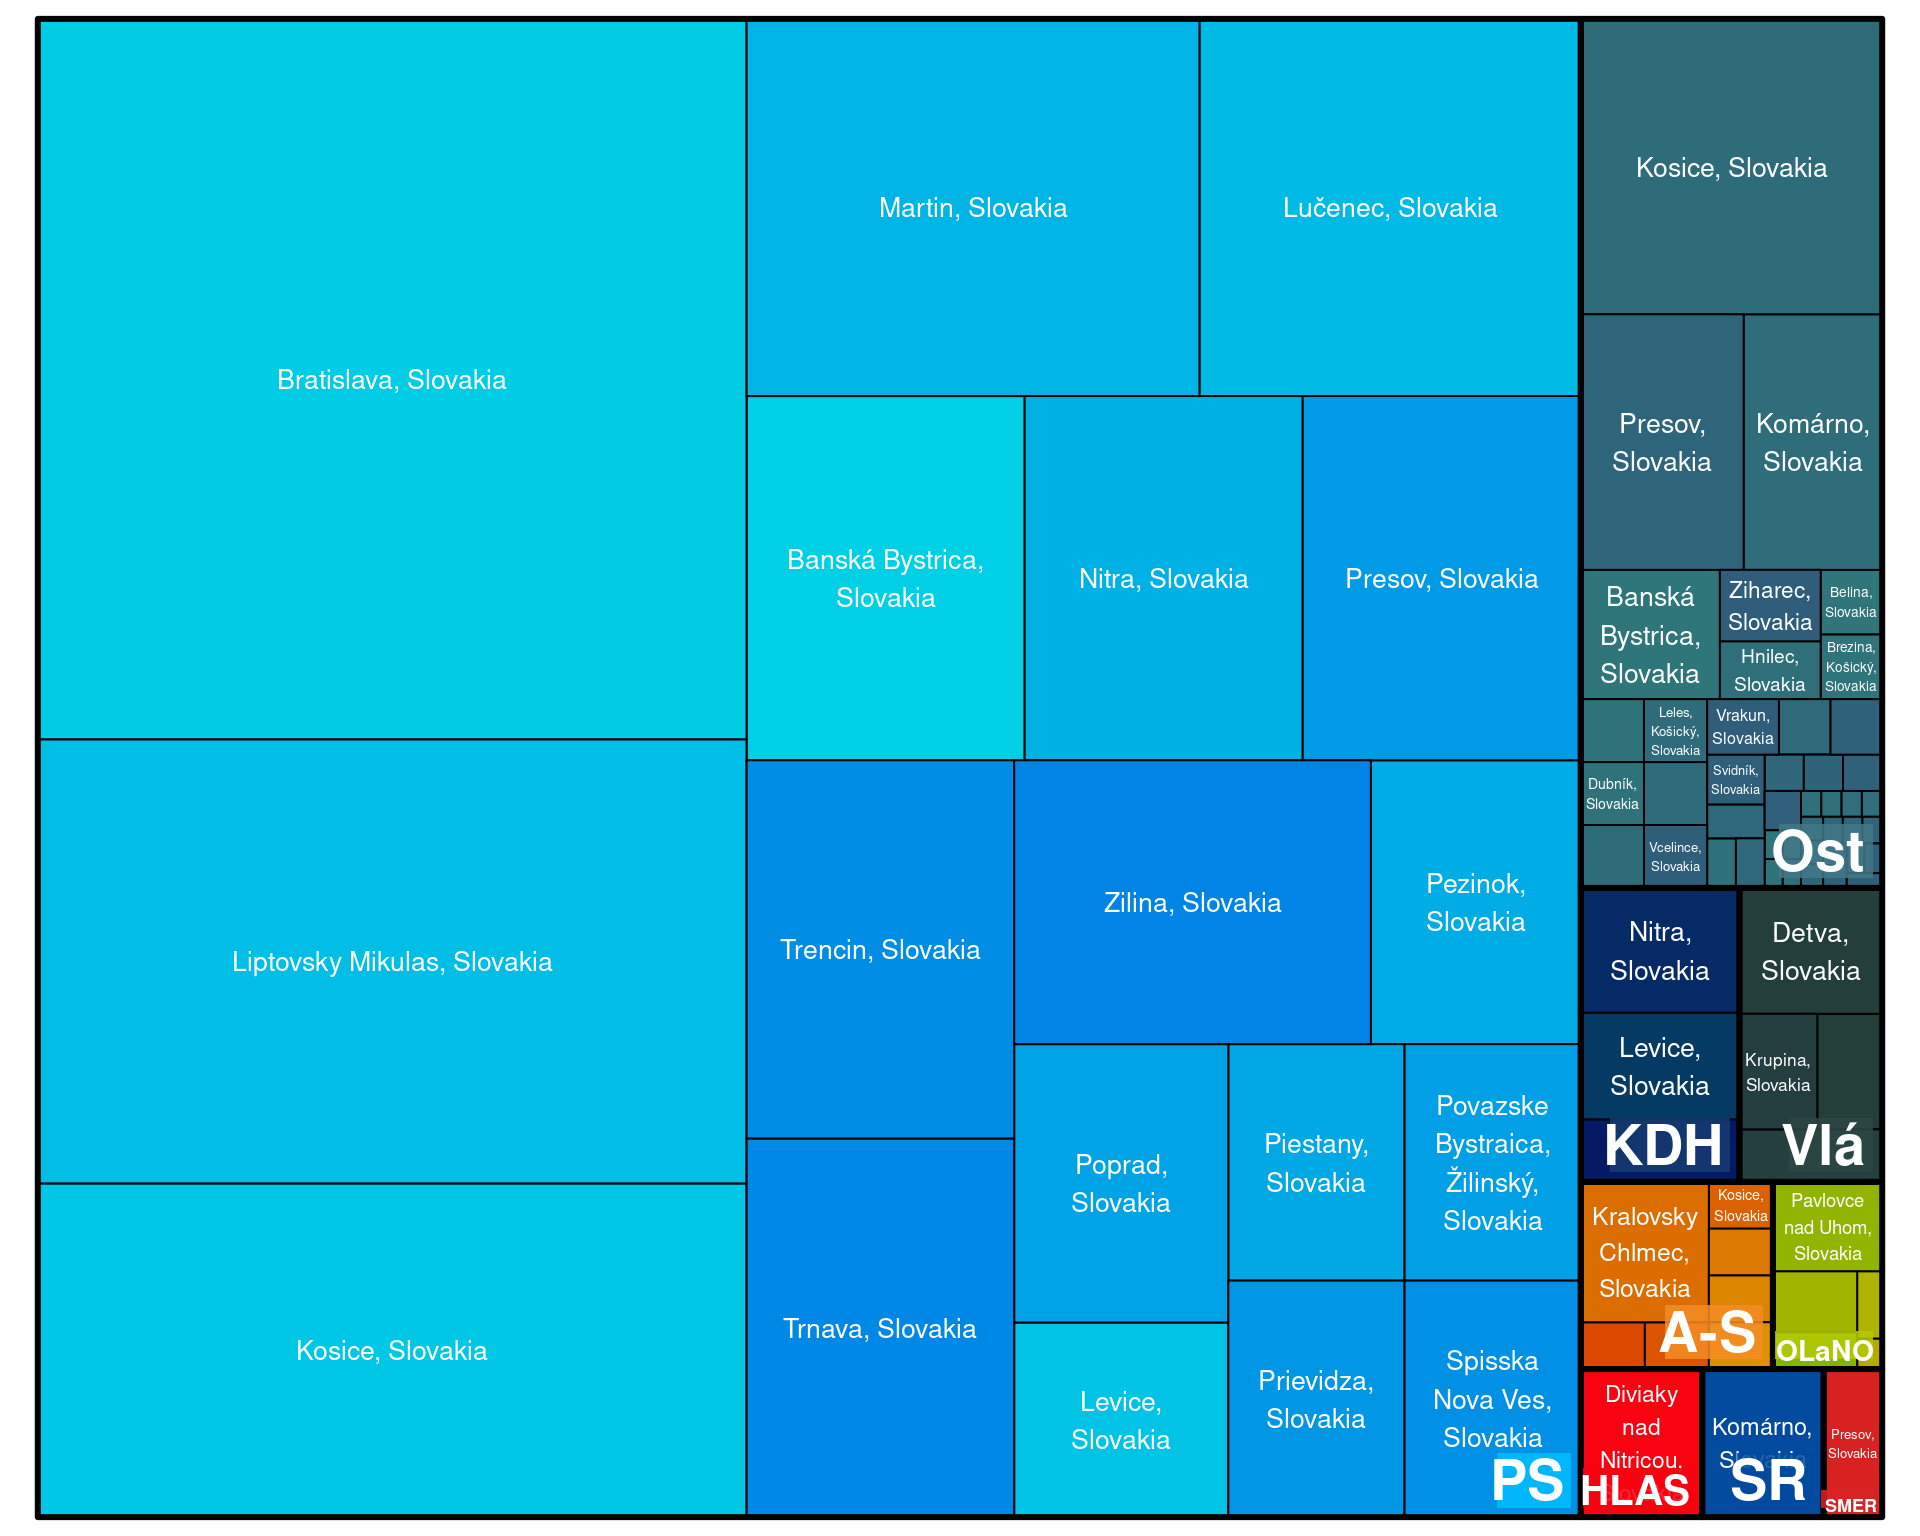 Bratislava, Slovakia
Liptovsky Mikulas, Slovakia
Kosice, Slovakia
Martin, Slovakia
Lučenec, Slovakia
Banská Bystrica,
Slovakia
Nitra, Slovakia
Presov, Slovakia
Trencin, Slovakia
Trnava, Slovakia
Zilina, Slovakia
Pezinok,
Slovakia
Poprad,
Slovakia
Levice,
Slovakia
Piestany,
Slovakia
Povazske
Bystraica,
Žilinský,
Slovakia
Prievidza,
Slovakia
Spisska
Nova Ves,
Slovakia
PS
Kosice, Slovakia
Presov,
Slovakia
Komárno,
Slovakia
Banská
Bystrica,
Slovakia
Ziharec,
Slovakia
Hnilec,
Slovakia
Belina,
Slovakia
Brezina,
Košický,
Slovakia
Leles,
Košický,
Slovakia
Dubník,
Slovakia
Vcelince,
Slovakia
Vrakun,
Slovakia
Svidník,
Slovakia
Ost
Nitra,
Slovakia
Levice,
Slovakia
KDH
Detva,
Slovakia
Krupina,
Slovakia
Vlá
Kralovsky
Chlmec,
Slovakia
Kosice,
Slovakia
A-S
Pavlovce
nad Uhom,
Slovakia
OLaNO
Diviaky
nad
Nitricou.
HLAS
Komárno,
Slovakia
SR
Presov,
Slovakia
SMER